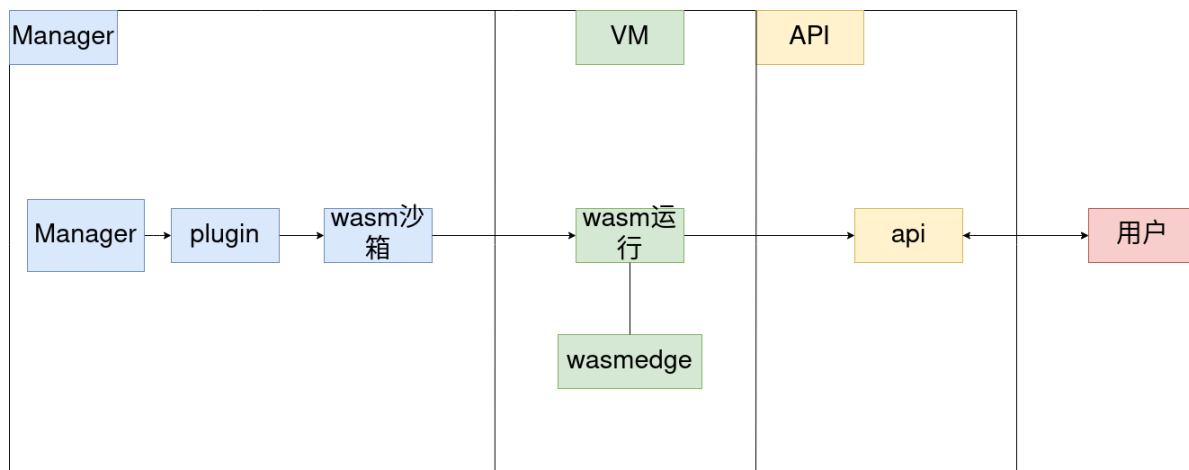 Manager
VM
API
Manager
plugin
wasm沙
箱
wasm运
行
api
用户
wasmedge